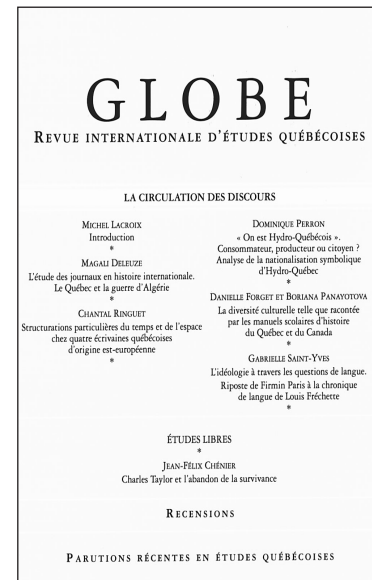 GLOBE
REVUE INTERNATIONALE D'ÉTUDES QUÉBÉCOISES
LA CIRCULATION DES DISCOURS
MICHEL LACROIX
Introduction
*
MAGALI DELEUZE
L'étude des journaux en histoire internationale.
Le Québec et la guerre d'Algérie
*
CHANTAL RINGUET
Structurations particulières du temps et de l'espace
chez quatre écrivaines québécoises
d'origine est-européenne
*
DOMINIQUE PERRON
« On est Hydro-Québécois ».
Consommateur, producteur ou citoyen ?
Analyse de la nationalisation symbolique
d'Hydro-Québec
*
DANIELLE FORGET ET BORIANA PANAYOTOVA
La diversité culturelle telle que racontée
par les manuels scolaires d'histoire
du Québec et du Canada
*
GABRIELLE SAINT-YVES
L'idéologie à travers les questions de langue.
Riposte de Firmin Paris à la chronique
de langue de Louis Fréchette
*
ÉTUDES LIBRES
*
JEAN-FÉLIX CHÉNIER
Charles Taylor et l'abandon de la survivance
RECENSIONS
PARUTIONS RÉCENTES EN ÉTUDES QUÉBÉCOISES